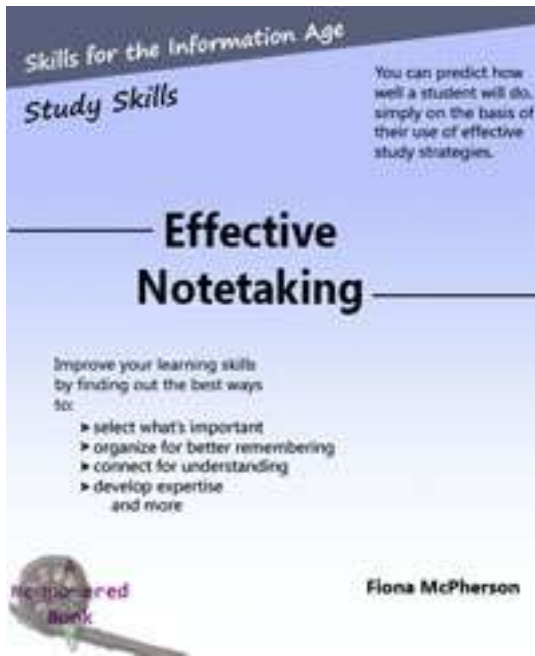 Skills for the Information Age
Study Skills
You can predict how
well a student will do,
simply on the basis of
their use of effective
study strategies.
Effective
Notetaking
Improve your learning skills
by finding out the best ways
to:
➤ select what's important
➤ organize for better remembering
➤ connect for understanding
➤ develop expertise
and more
Book
Fiona McPherson